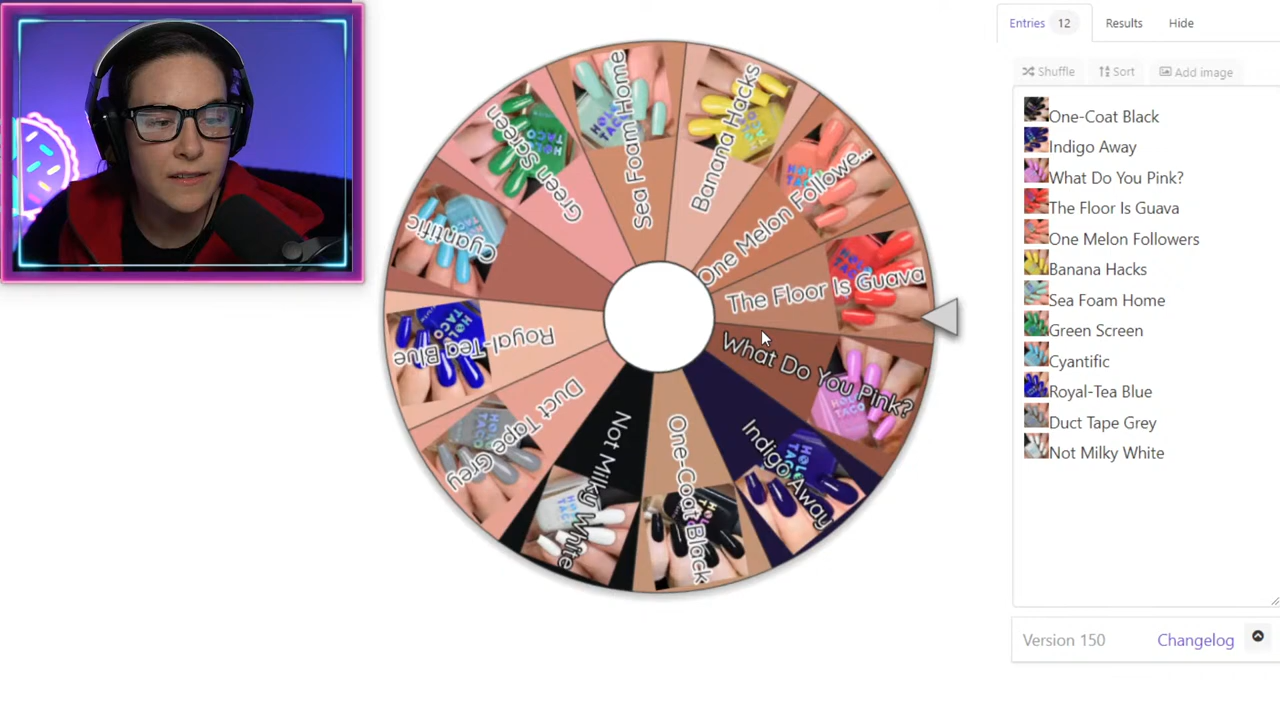 Entries 12 Results Hide
Shuffle Sort Add image
One-Coat Black
Indigo Away
What Do You Pink?
The Floor Is Guava
One Melon Followers
Banana Hacks
Sea Foam Home
Green Screen
Cyantific
Royal-Tea Blue
Duct Tape Grey
Not Milky White
Version 150 Changelog
Sea Foam Home
Banana Hacks
One Melon Followe...
The Floor Is Guava
What Do You Pink?
Indigo Away
One-Coat Black
Not Milky White
Duct Tape Grey
Royal-Tea Blue
Cyantific
Green Screen
HOLO
TACO